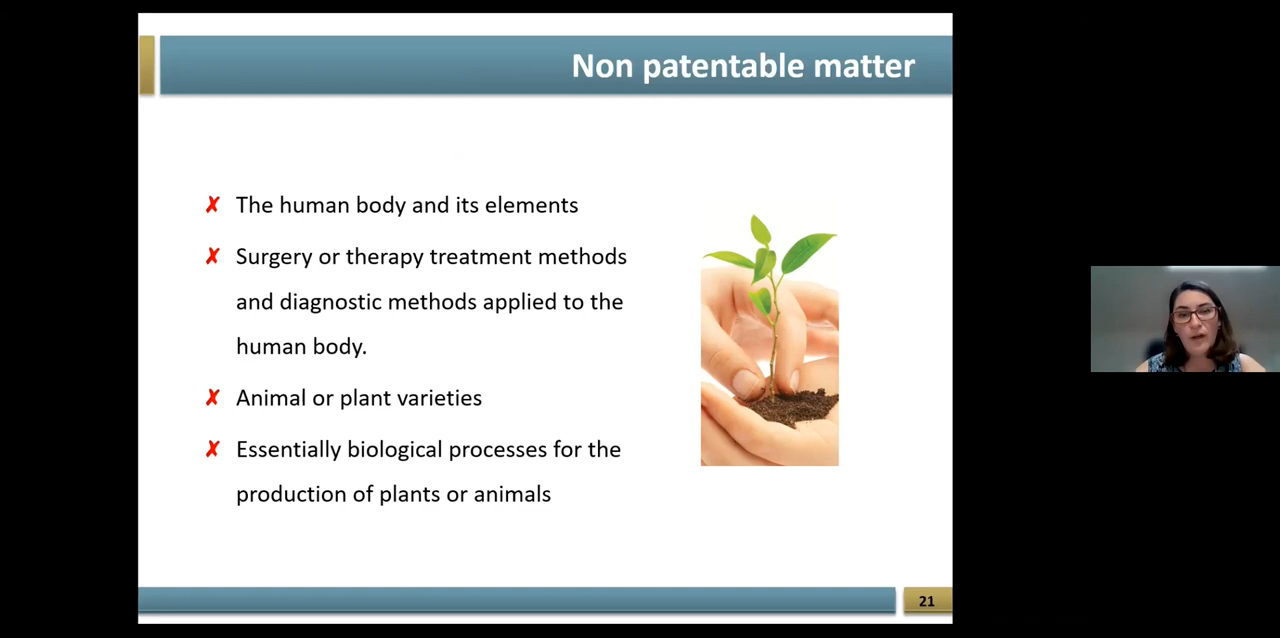 Non patentable matter
✗ The human body and its elements
✗ Surgery or therapy treatment methods
and diagnostic methods applied to the
human body.
✗ Animal or plant varieties
✗ Essentially biological processes for the
production of plants or animals
21